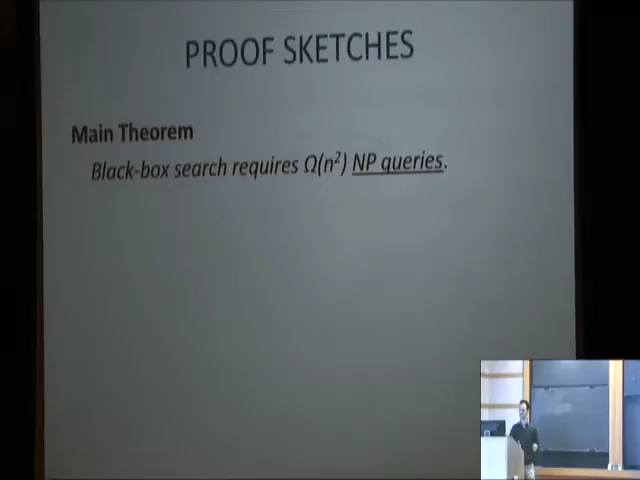 PROOF SKETCHES
Main Theorem
Black-box search requires Ω(n²) NP queries.